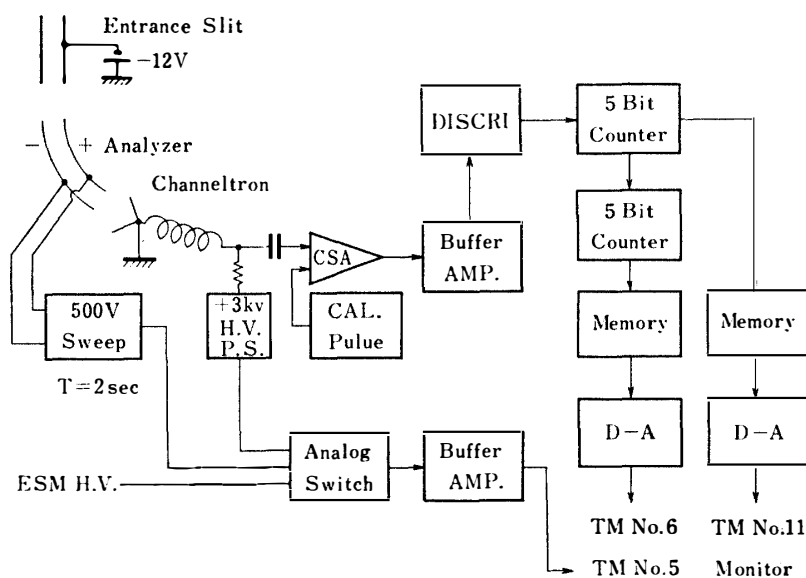 Entrance Slit
−12V
− + Analyzer
Channeltron
DISCRI
5 Bit
Counter
5 Bit
Counter
CSA
Buffer
AMP.
500V
Sweep
T=2sec
+3kv
H.V.
P.S.
CAL.
Pulue
Memory
Memory
D−A
D−A
ESM H.V.
Analog
Switch
Buffer
AMP.
TM No.6
TM No.11
TM No.5
Monitor